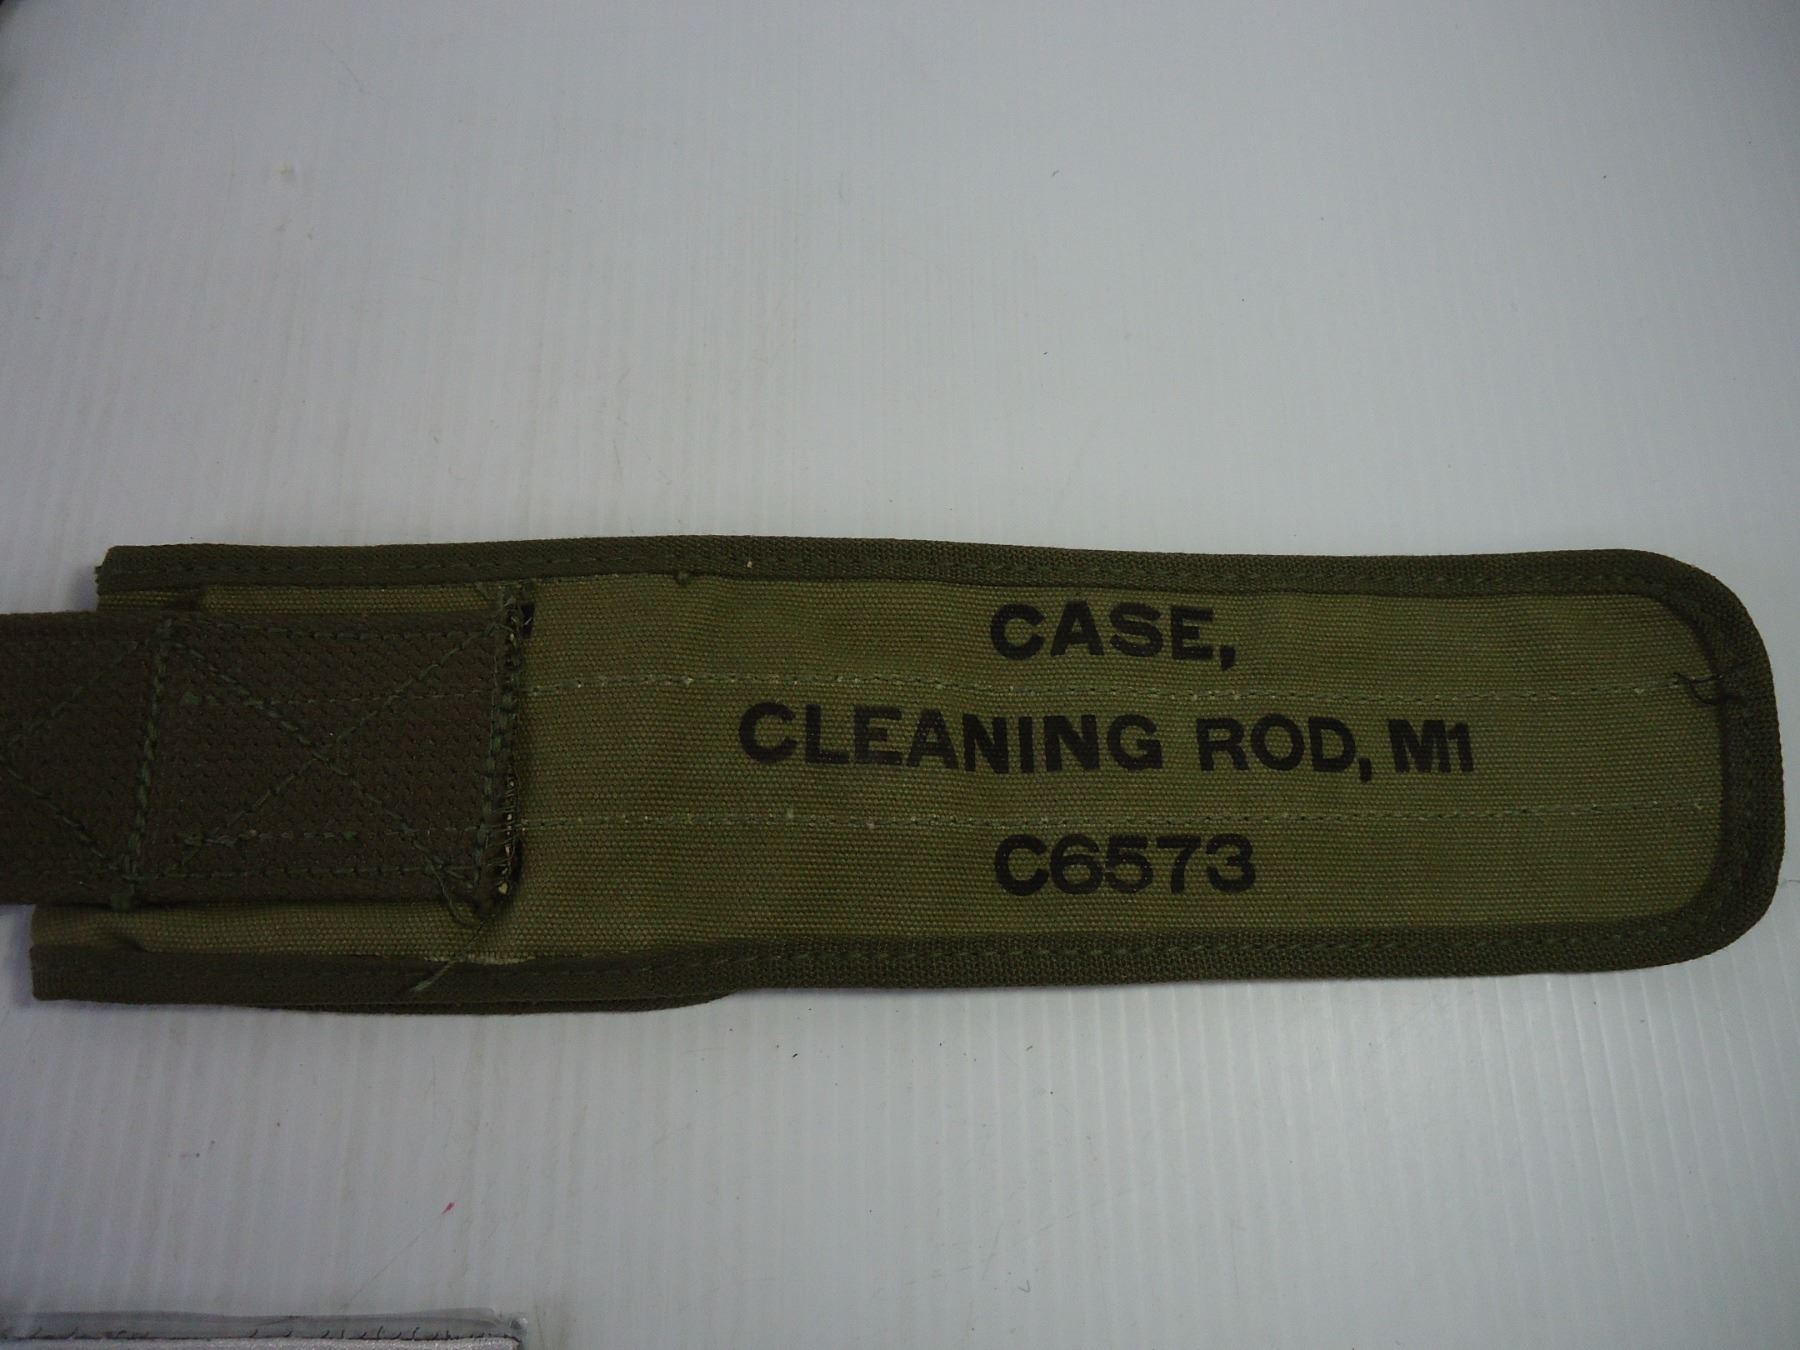 CASE,
CLEANING ROD, M1
C6573